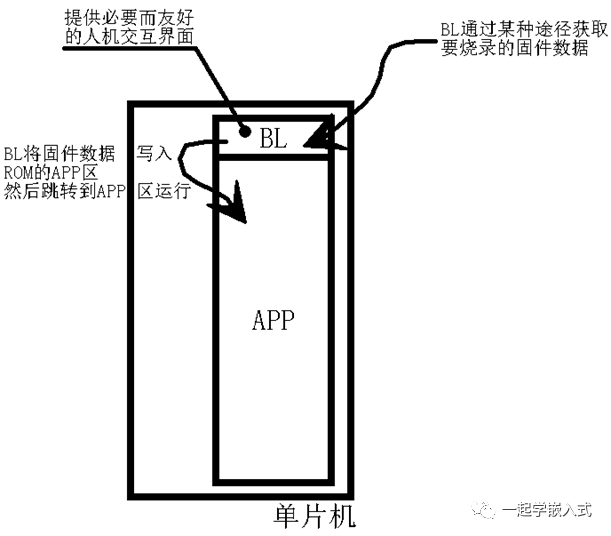 提供必要而友好
的人机交互界面
BL通过某种途径获取
要烧录的固件数据
BL
BL将固件数据 写入
ROM的APP区
然后跳转到APP 区运行
APP
单片机
一起学嵌入式